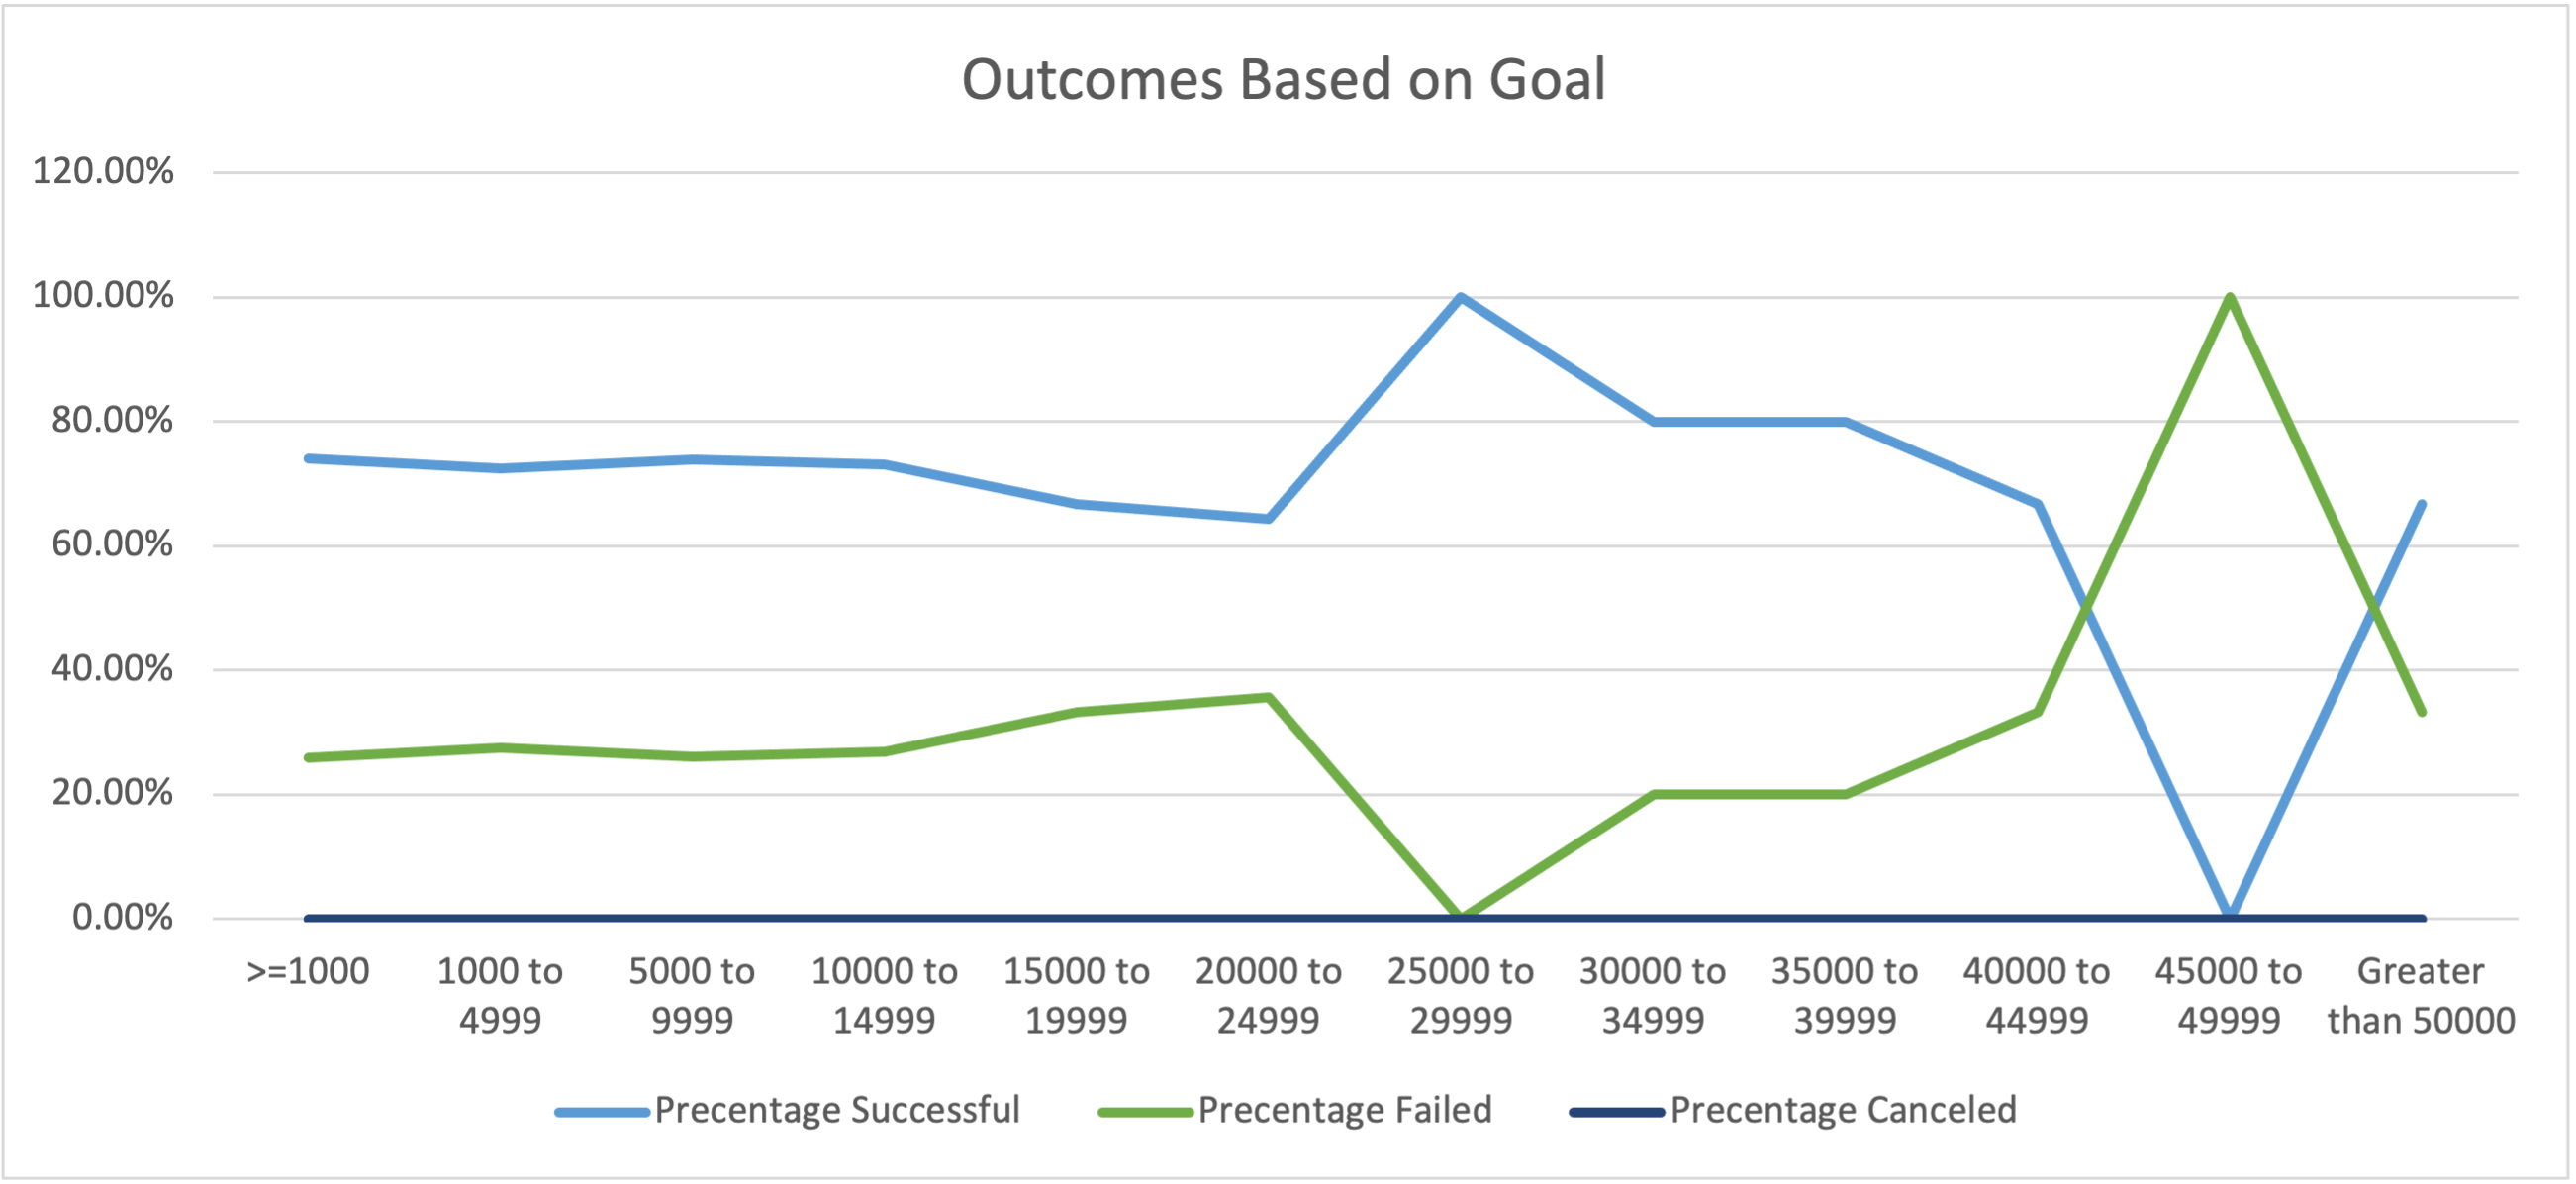 Outcomes Based on Goal
120.00%
100.00%
80.00%
60.00%
40.00%
20.00%
0.00%
>=1000
1000 to
4999
5000 to
9999
10000 to
14999
15000 to
19999
20000 to
24999
25000 to
29999
30000 to
34999
35000 to
39999
40000 to
44999
45000 to
49999
Greater
than 50000
Precentage Successful
Precentage Failed
Precentage Canceled